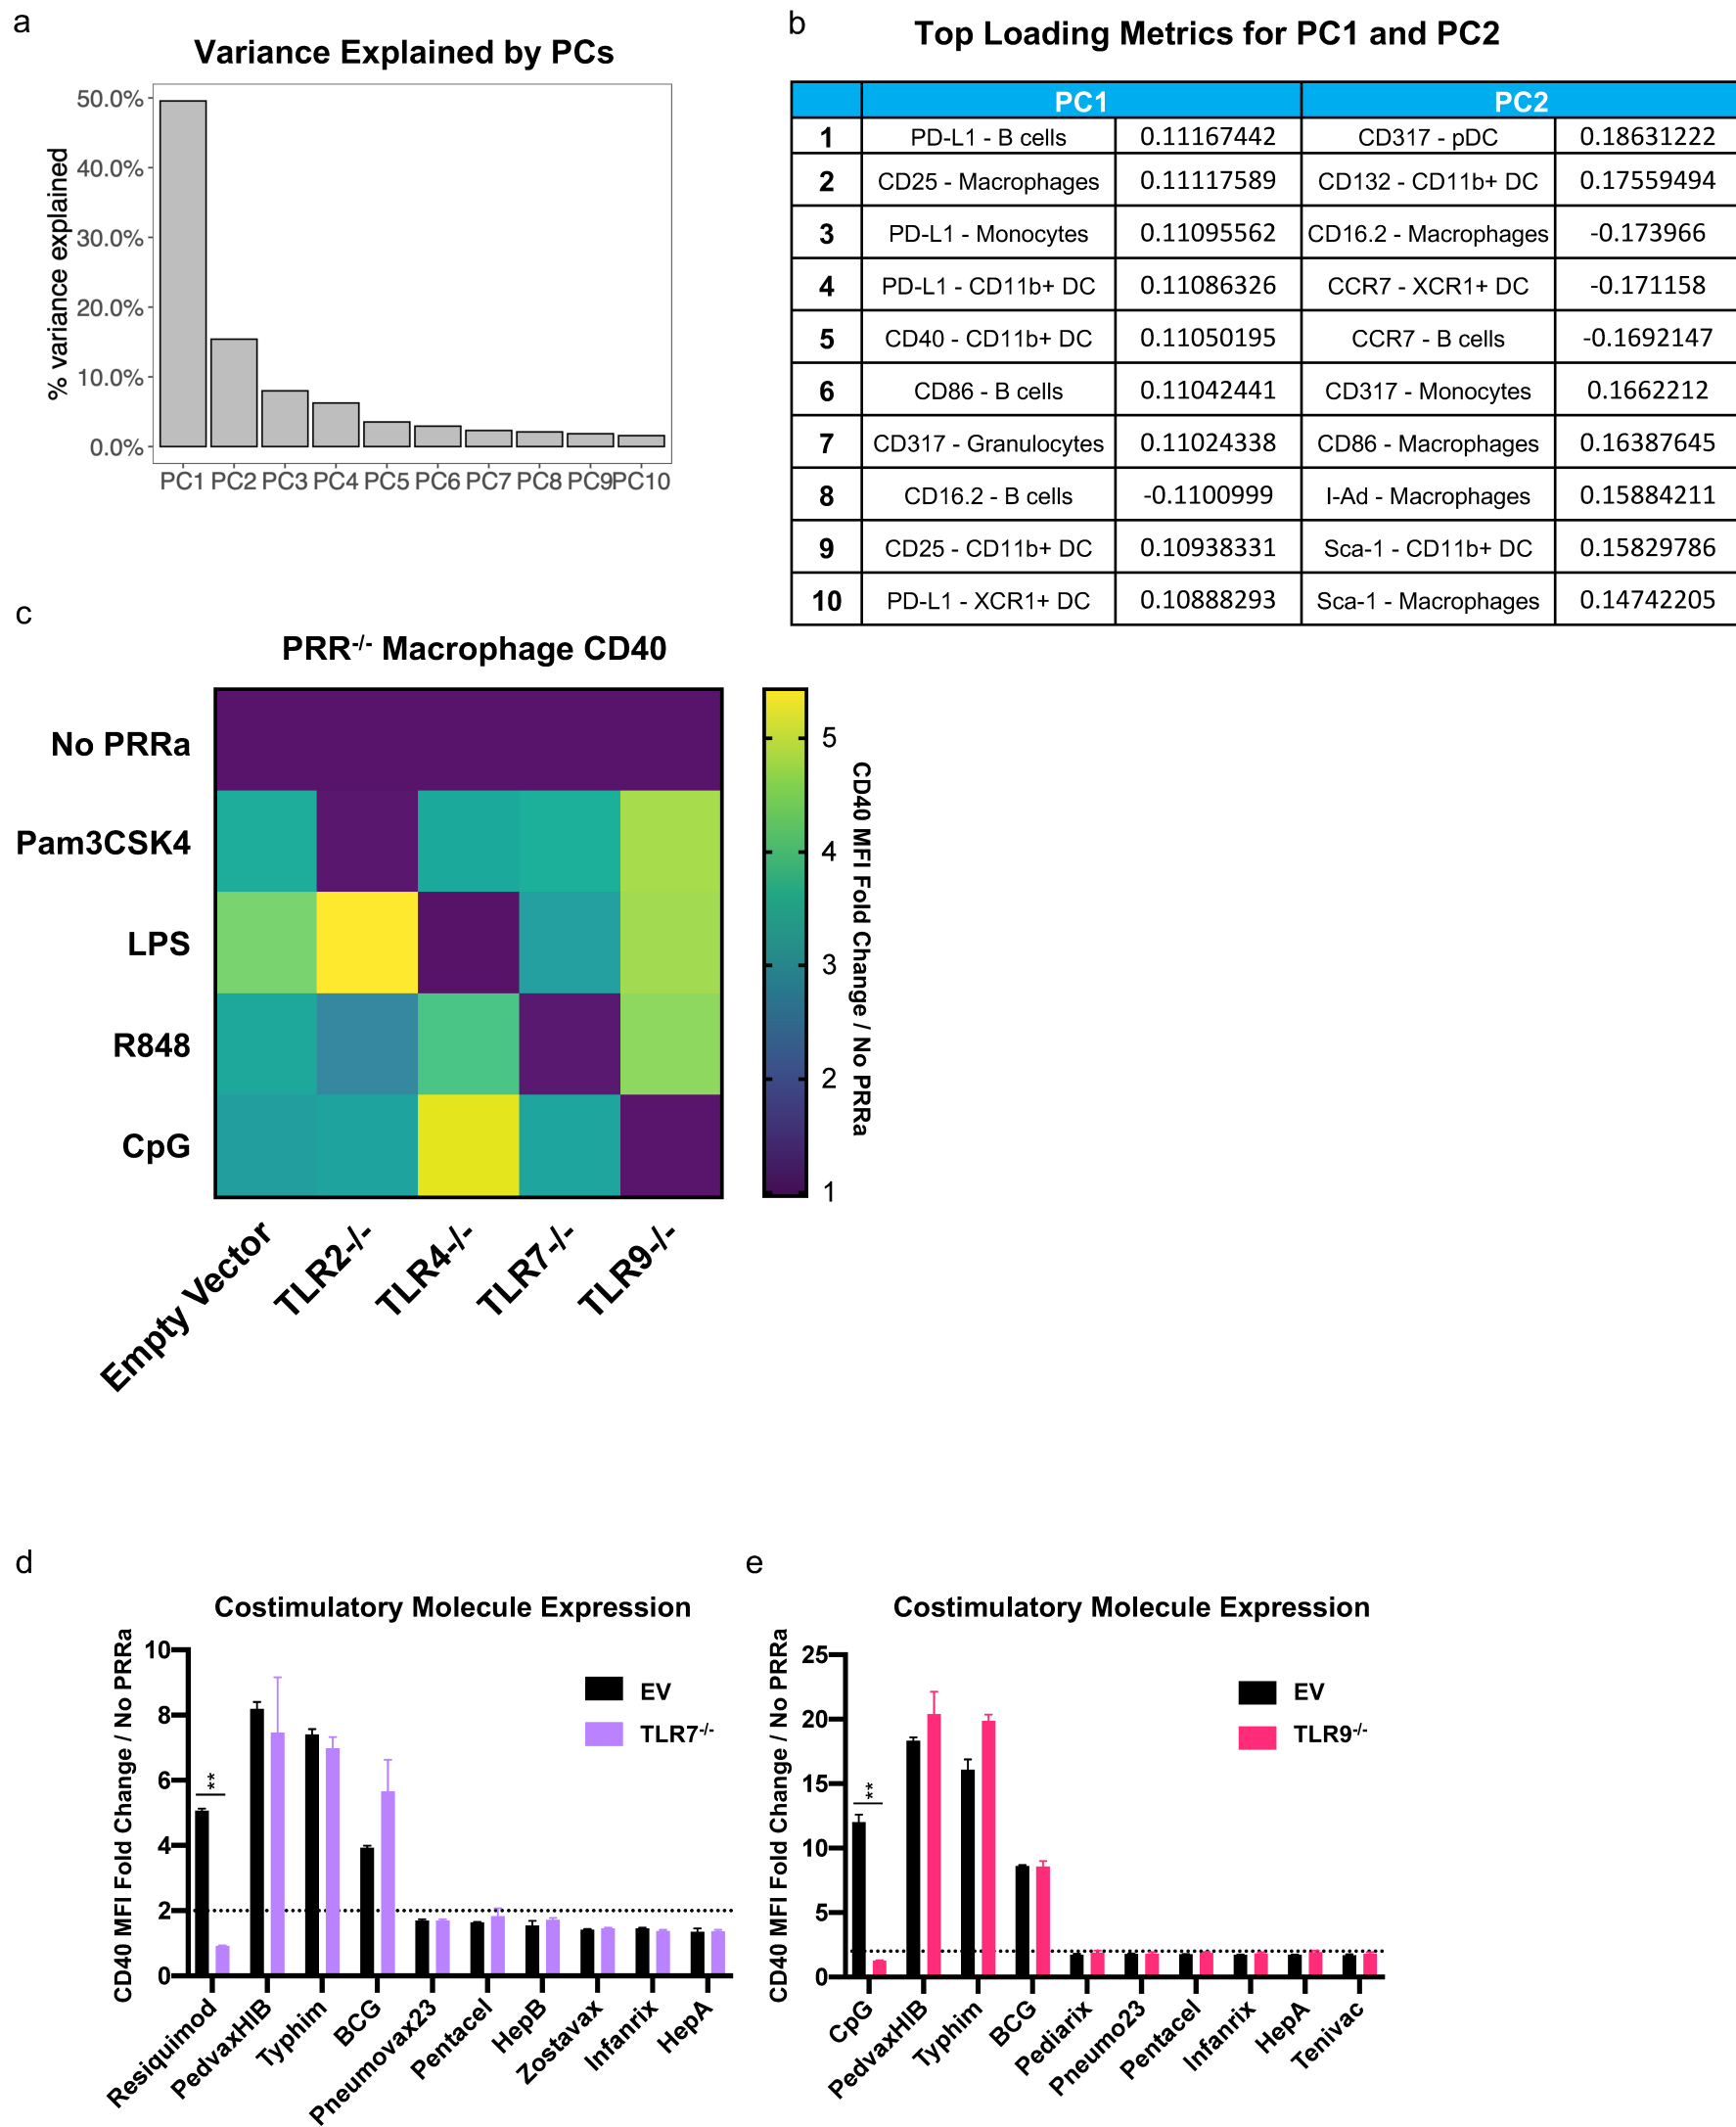 a
Variance Explained by PCs
% variance explained
50.0%
40.0%
30.0%
20.0%
10.0%
0.0%
PC1 PC2 PC3 PC4 PC5 PC6 PC7 PC8 PC9 PC10
b
Top Loading Metrics for PC1 and PC2
PC1 PC2
1 PD-L1 - B cells 0.11167442 CD317 - pDC 0.18631222
2 CD25 - Macrophages 0.11117589 CD132 - CD11b+ DC 0.17559494
3 PD-L1 - Monocytes 0.11095562 CD16.2 - Macrophages -0.173966
4 PD-L1 - CD11b+ DC 0.11086326 CCR7 - XCR1+ DC -0.171158
5 CD40 - CD11b+ DC 0.11050195 CCR7 - B cells -0.1692147
6 CD86 - B cells 0.11042441 CD317 - Monocytes 0.1662212
7 CD317 - Granulocytes 0.11024338 CD86 - Macrophages 0.16387645
8 CD16.2 - B cells -0.1100999 I-Ad - Macrophages 0.15884211
9 CD25 - CD11b+ DC 0.10938331 Sca-1 - CD11b+ DC 0.15829786
10 PD-L1 - XCR1+ DC 0.10888293 Sca-1 - Macrophages 0.14742205
c
PRR-/- Macrophage CD40
No PRRa
Pam3CSK4
LPS
R848
CpG
Empty Vector
TLR2-/-
TLR4-/-
TLR7-/-
TLR9-/-
5
4
3
2
1
CD40 MFI Fold Change / No PRRa
d
Costimulatory Molecule Expression
CD40 MFI Fold Change / No PRRa
10
8
6
4
2
0
**
EV
TLR7-/-
Resiquimod
PedvaxHIB
Typhim
BCG
Pneumovax23
Pentacel
HepB
Zostavax
Infanrix
HepA
e
Costimulatory Molecule Expression
CD40 MFI Fold Change / No PRRa
25
20
15
10
5
0
**
EV
TLR9-/-
CpG
PedvaxHIB
Typhim
BCG
Pediarix
Pneumo23
Pentacel
Infanrix
HepA
Tenivac